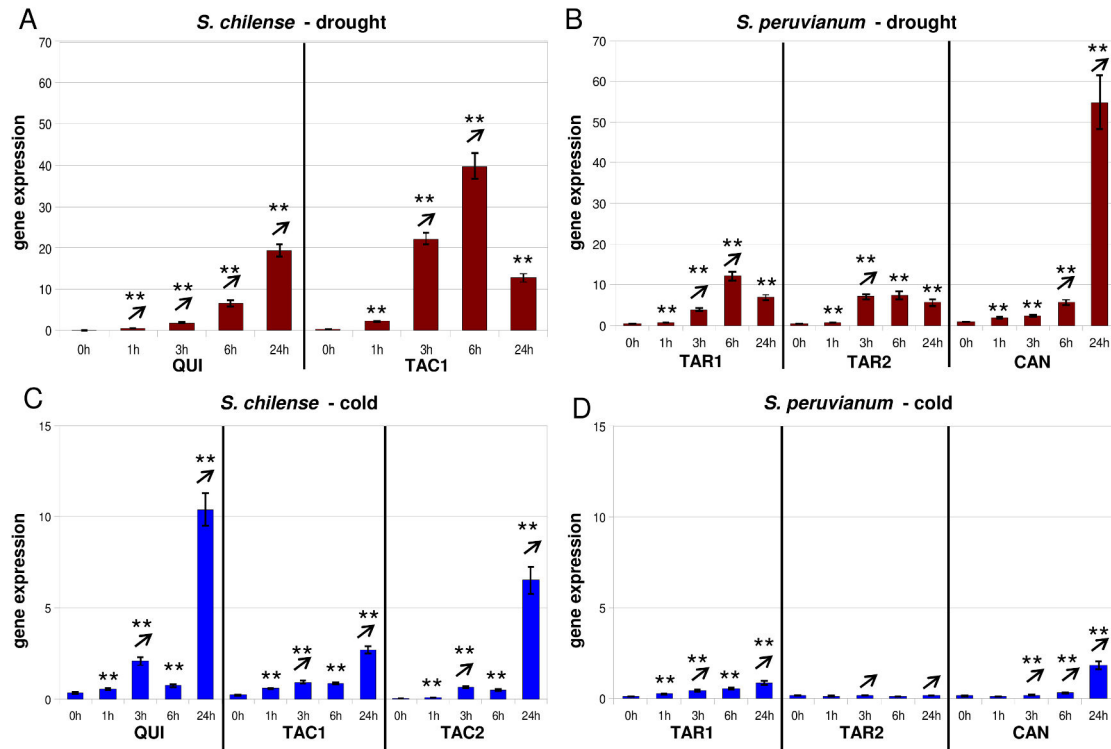 A
S. chilense - drought
gene expression
70
60
50
40
30
20
10
0
** ** ** ** ** ** ** **
0h 1h 3h 6h 24h 0h 1h 3h 6h 24h
QUI TAC1
B
S. peruvianum - drought
gene expression
70
60
50
40
30
20
10
0
** ** ** ** ** ** ** ** ** ** ** **
0h 1h 3h 6h 24h 0h 1h 3h 6h 24h 0h 1h 3h 6h 24h
TAR1 TAR2 CAN
C
S. chilense - cold
gene expression
15
10
5
0
** ** ** ** ** ** ** ** ** ** ** **
0h 1h 3h 6h 24h 0h 1h 3h 6h 24h 0h 1h 3h 6h 24h
QUI TAC1 TAC2
D
S. peruvianum - cold
gene expression
15
10
5
0
** ** ** ** ** ** **
0h 1h 3h 6h 24h 0h 1h 3h 6h 24h 0h 1h 3h 6h 24h
TAR1 TAR2 CAN